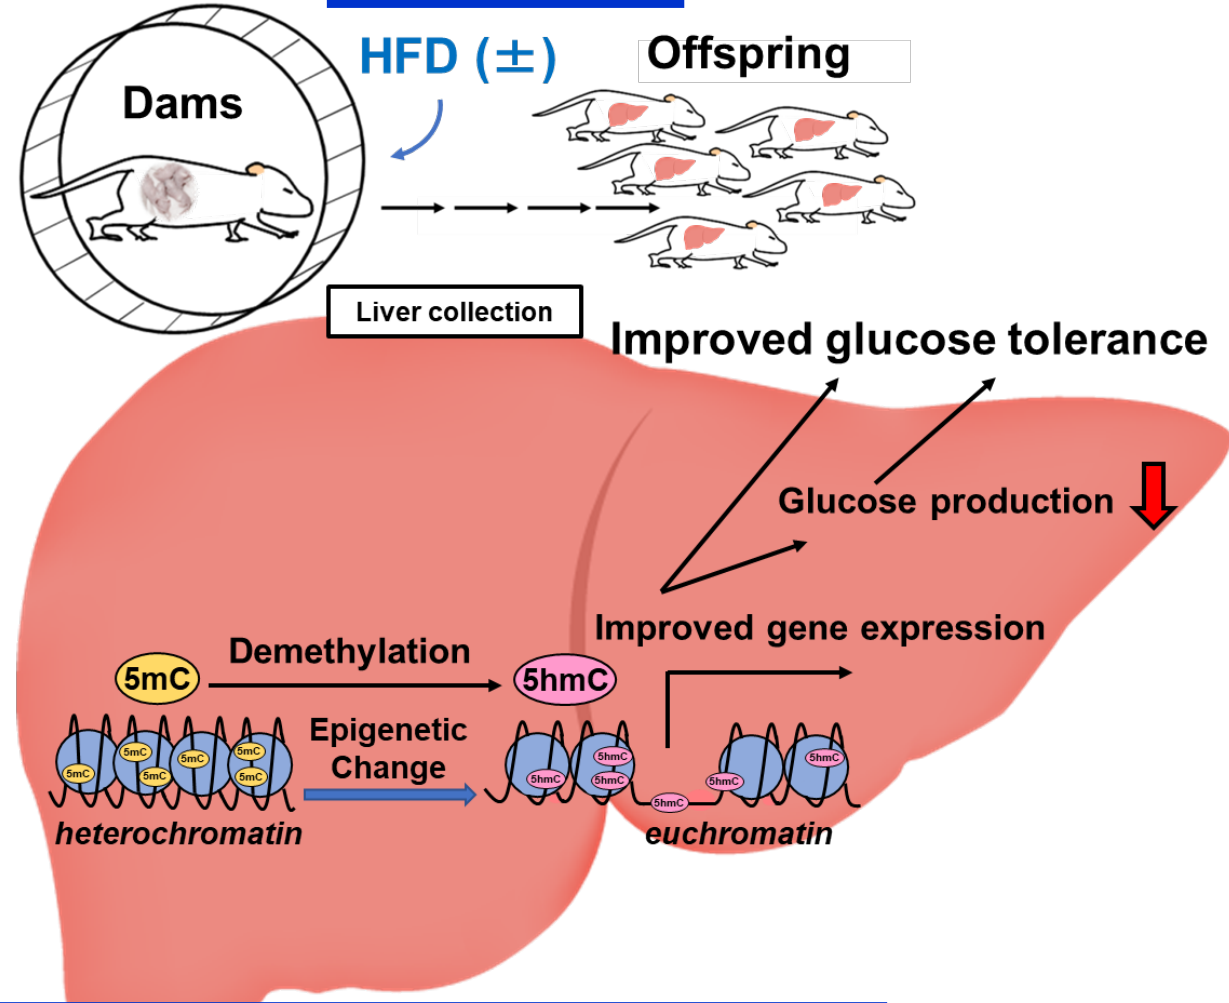 HFD (±)
Offspring
Dams
Liver collection
Improved glucose tolerance
Glucose production
Improved gene expression
Demethylation
5mC
5hmC
Epigenetic
Change
5mC
5mC
5mC
5mC
5mC
5mC
5hmC
5hmC
5hmC
5hmC
5hmC
5hmC
heterochromatin
euchromatin